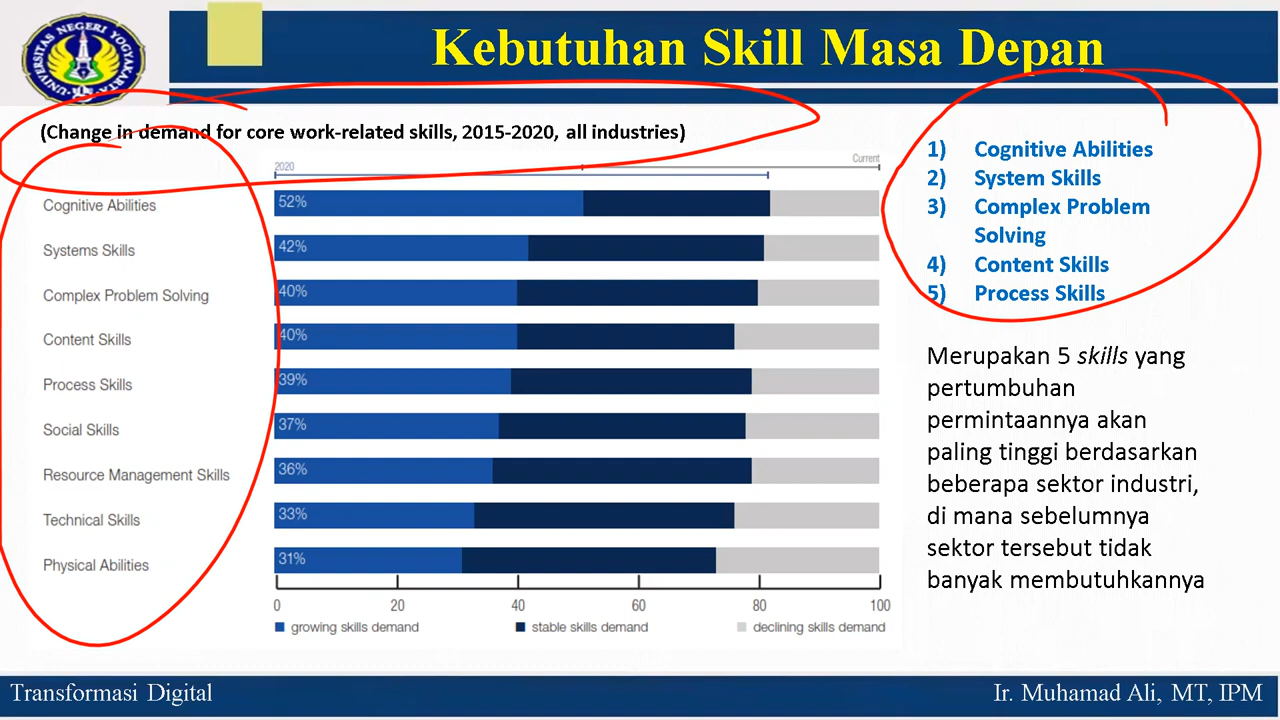 UNIVERSITAS NEGERI YOGYAKARTA
Kebutuhan Skill Masa Depan
(Change in demand for core work-related skills, 2015-2020, all industries)
2020
Current
Cognitive Abilities 52%
Systems Skills 42%
Complex Problem Solving 40%
Content Skills 40%
Process Skills 39%
Social Skills 37%
Resource Management Skills 36%
Technical Skills 33%
Physical Abilities 31%
0 20 40 60 80 100
growing skills demand stable skills demand declining skills demand
1) Cognitive Abilities
2) System Skills
3) Complex Problem
Solving
4) Content Skills
5) Process Skills
Merupakan 5 skills yang
pertumbuhan
permintaannya akan
paling tinggi berdasarkan
beberapa sektor industri,
di mana sebelumnya
sektor tersebut tidak
banyak membutuhkannya
Transformasi Digital
Ir. Muhamad Ali, MT, IPM